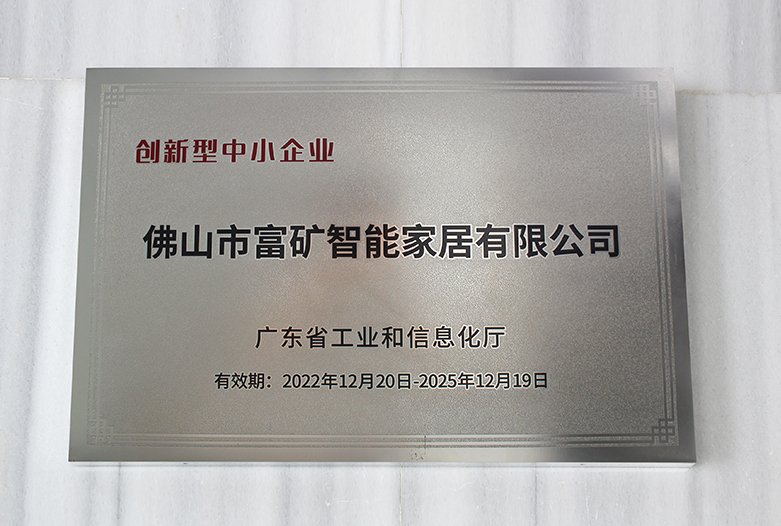 创新型中小企业
佛山市富矿智能家居有限公司
广东省工业和信息化厅
有效期：2022年12月20日-2025年12月19日